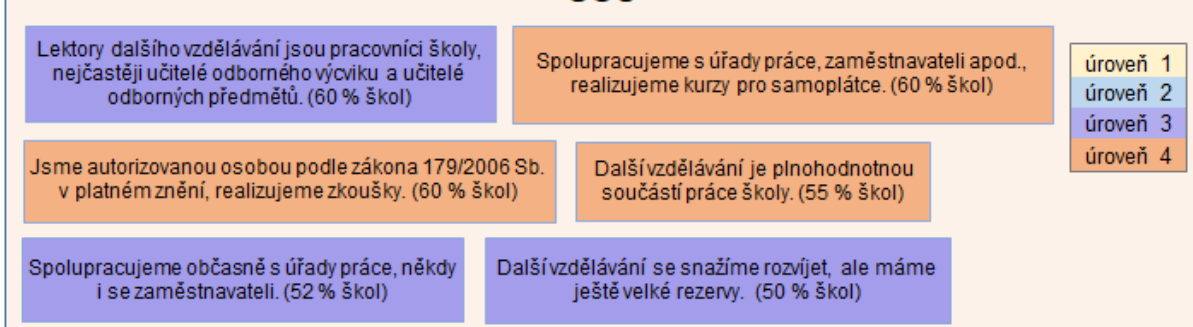 Lektory dalšího vzdělávání jsou pracovníci školy,
nejčastěji učitelé odborného výcviku a učitelé
odborných předmětů. (60 % škol)
Spolupracujeme s úřady práce, zaměstnavateli apod.,
realizujeme kurzy pro samoplátce. (60 % škol)
úroveň 1
úroveň 2
úroveň 3
úroveň 4
Jsme autorizovanou osobou podle zákona 179/2006 Sb.
v platném znění, realizujeme zkoušky. (60 % škol)
Další vzdělávání je plnohodnotnou
součástí práce školy. (55 % škol)
Spolupracujeme občasně s úřady práce, někdy
i se zaměstnavateli. (52 % škol)
Další vzdělávání se snažíme rozvíjet, ale máme
ještě velké rezervy. (50 % škol)